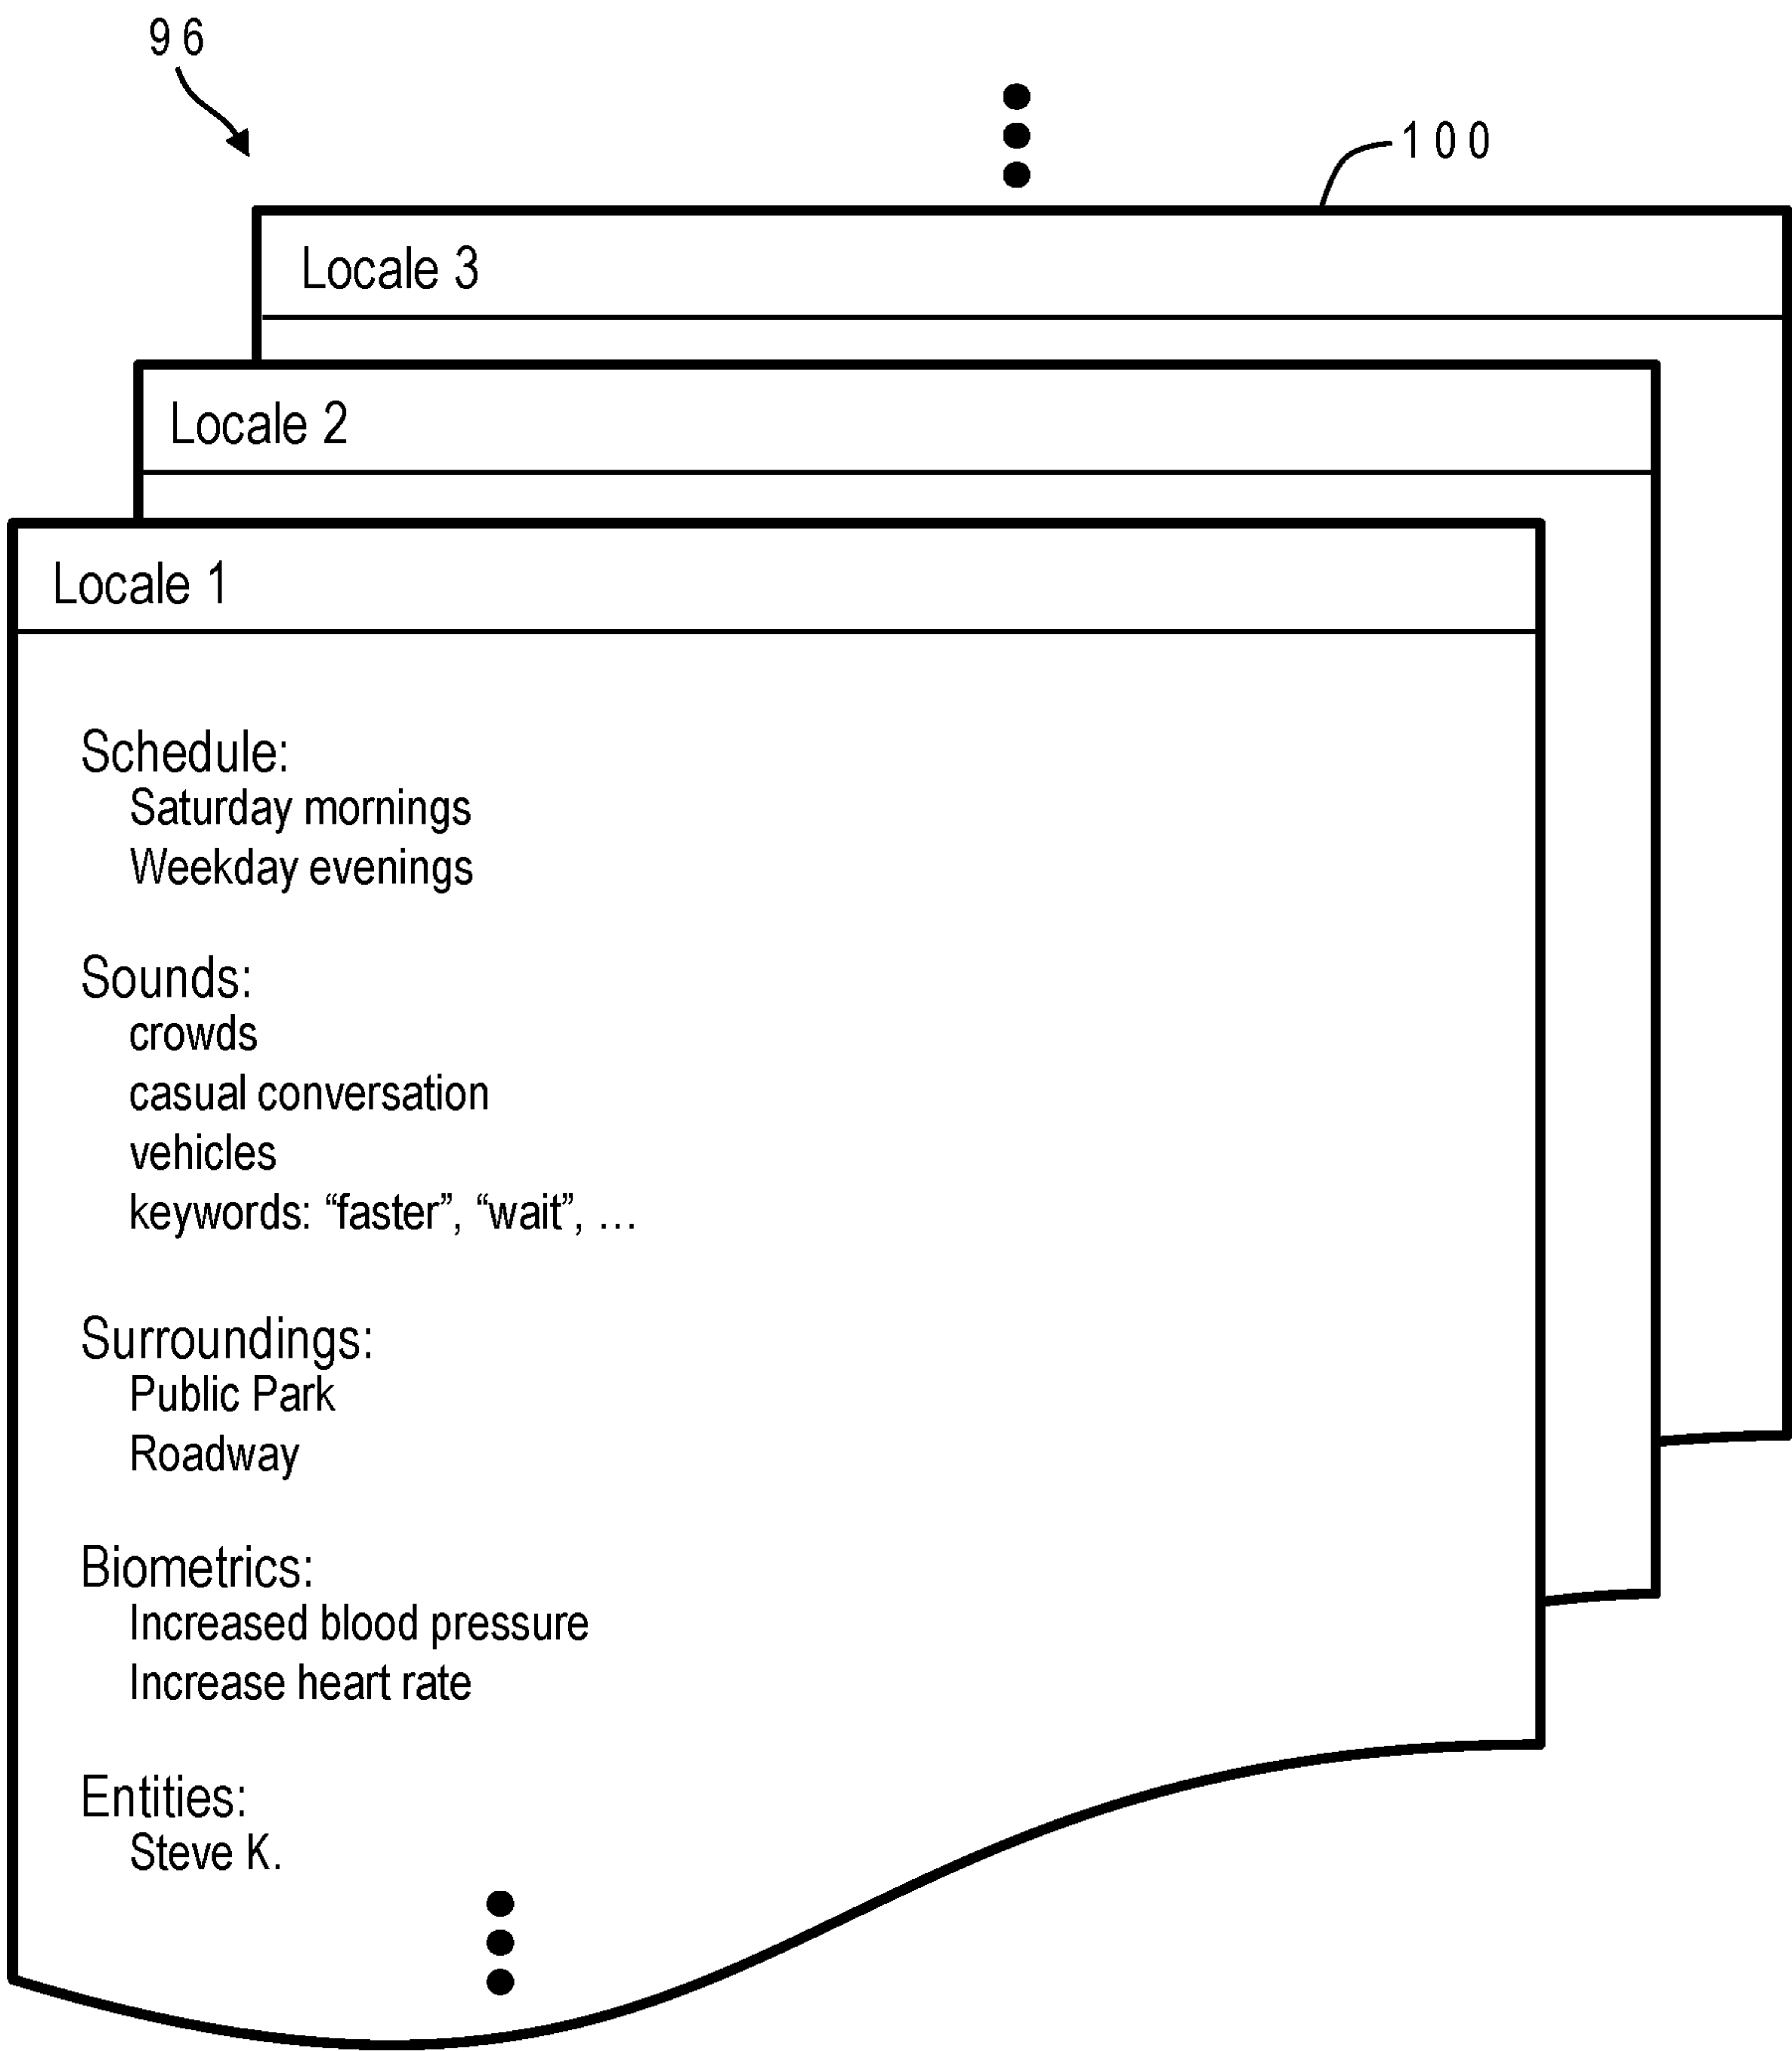 96
100
Locale 3
Locale 2
Locale 1
Schedule:
Saturday mornings
Weekday evenings
Sounds:
crowds
casual conversation
vehicles
keywords: “faster”, “wait”, …
Surroundings:
Public Park
Roadway
Biometrics:
Increased blood pressure
Increase heart rate
Entities:
Steve K.